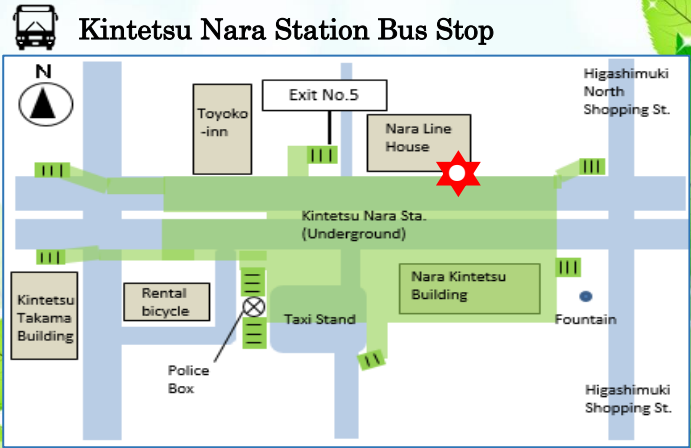 Kintetsu Nara Station Bus Stop
N
Higashimuki
North
Shopping St.
Exit No.5
Toyoko
-inn
Nara Line
House
Kintetsu Nara Sta.
(Underground)
Nara Kintetsu
Building
Kintetsu
Takama
Building
Rental
bicycle
Taxi Stand
Fountain
Police
Box
Higashimuki
Shopping St.